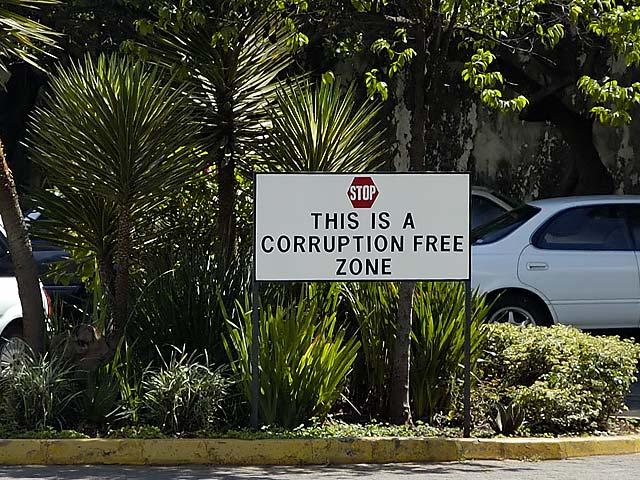 STOP
THIS IS A
CORRUPTION FREE
ZONE